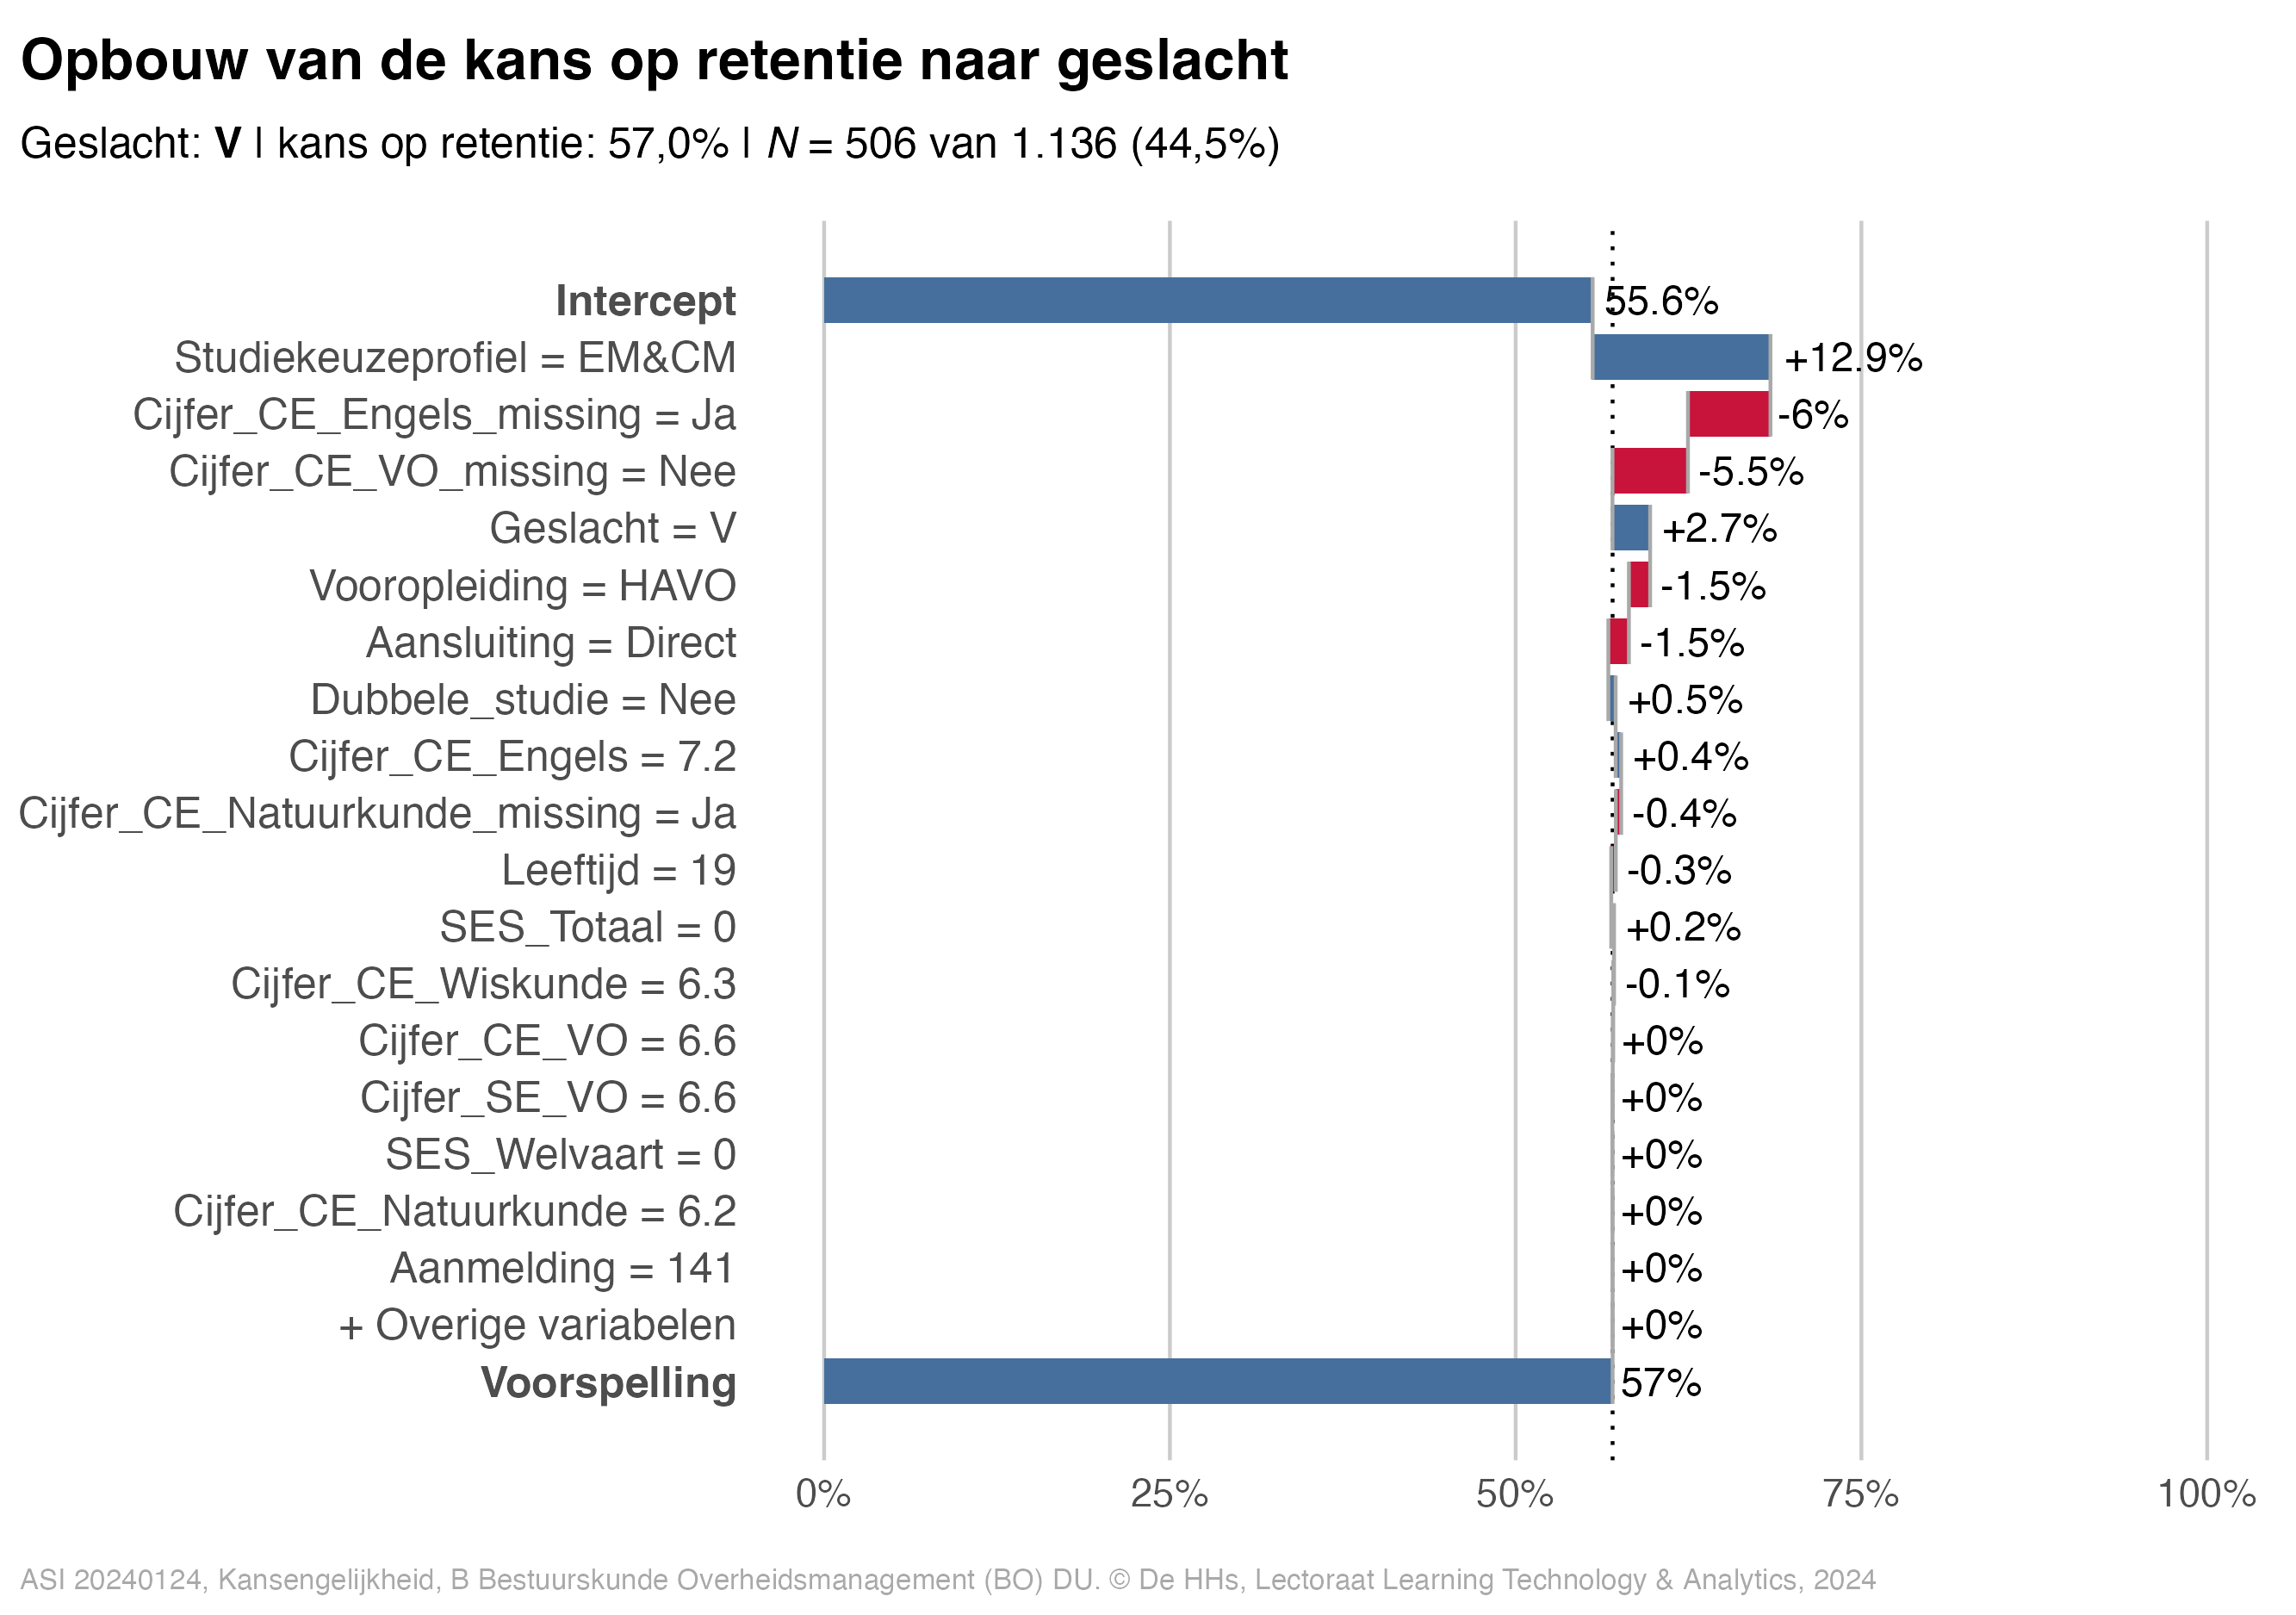 Opbouw van de kans op retentie naar geslacht
Geslacht: V | kans op retentie: 57,0% | N = 506 van 1.136 (44,5%)
Intercept 55.6%
Studiekeuzeprofiel = EM&CM +12.9%
Cijfer_CE_Engels_missing = Ja -6%
Cijfer_CE_VO_missing = Nee -5.5%
Geslacht = V +2.7%
Vooropleiding = HAVO -1.5%
Aansluiting = Direct -1.5%
Dubbele_studie = Nee +0.5%
Cijfer_CE_Engels = 7.2 +0.4%
Cijfer_CE_Natuurkunde_missing = Ja -0.4%
Leeftijd = 19 -0.3%
SES_Totaal = 0 +0.2%
Cijfer_CE_Wiskunde = 6.3 -0.1%
Cijfer_CE_VO = 6.6 +0%
Cijfer_SE_VO = 6.6 +0%
SES_Welvaart = 0 +0%
Cijfer_CE_Natuurkunde = 6.2 +0%
Aanmelding = 141 +0%
+ Overige variabelen +0%
Voorspelling 57%
0% 25% 50% 75% 100%
ASI 20240124, Kansengelijkheid, B Bestuurskunde Overheidsmanagement (BO) DU. © De HHs, Lectoraat Learning Technology & Analytics, 2024